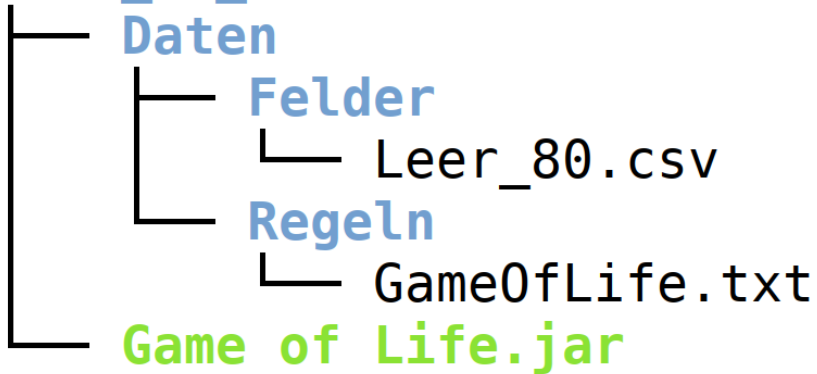 Daten
Felder
Leer_80.csv
Regeln
GameOfLife.txt
Game of Life.jar